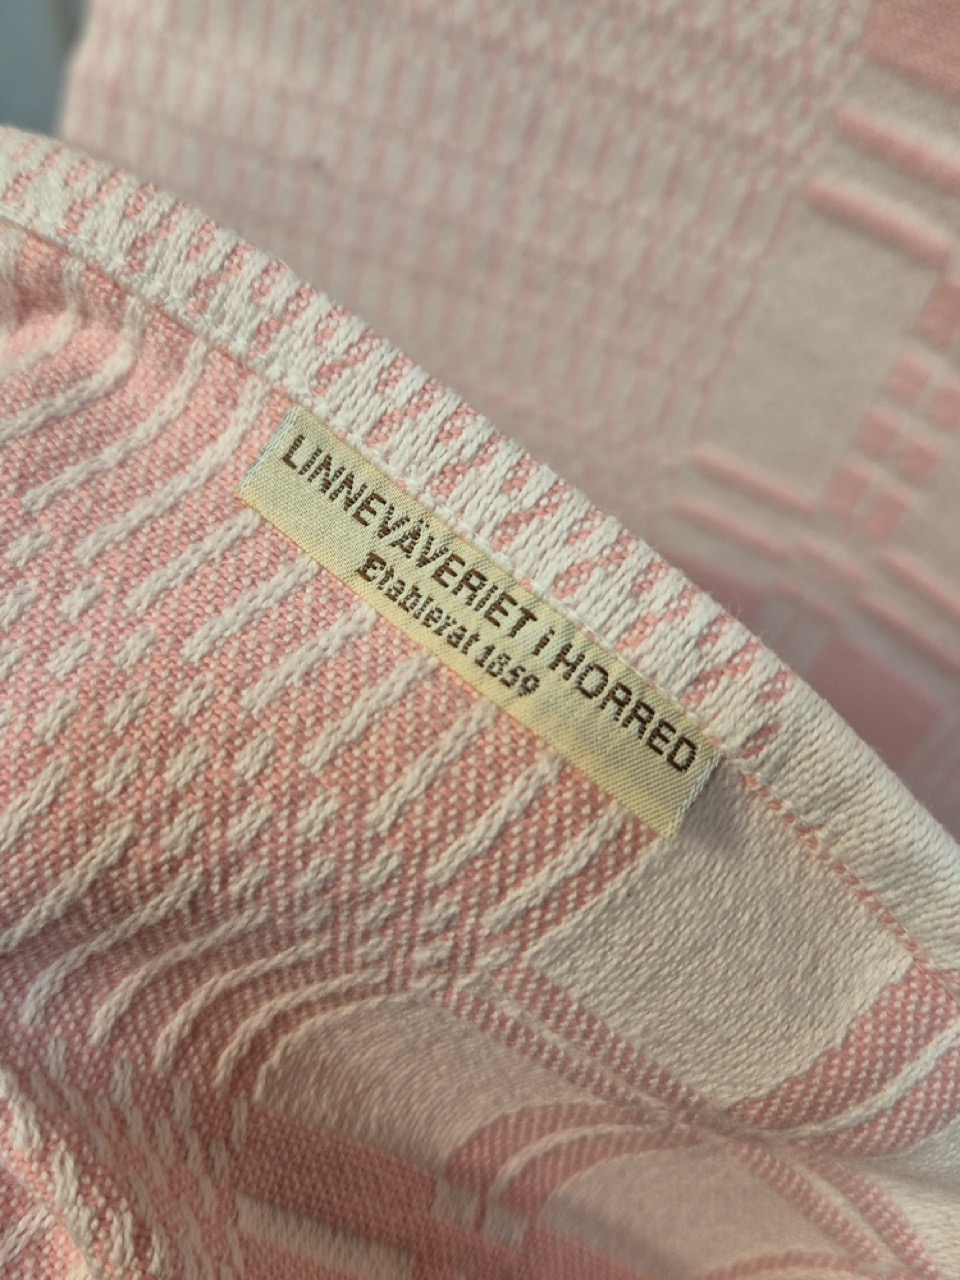 LINNEVÄVERIET i HORRED
Etablerat 1859